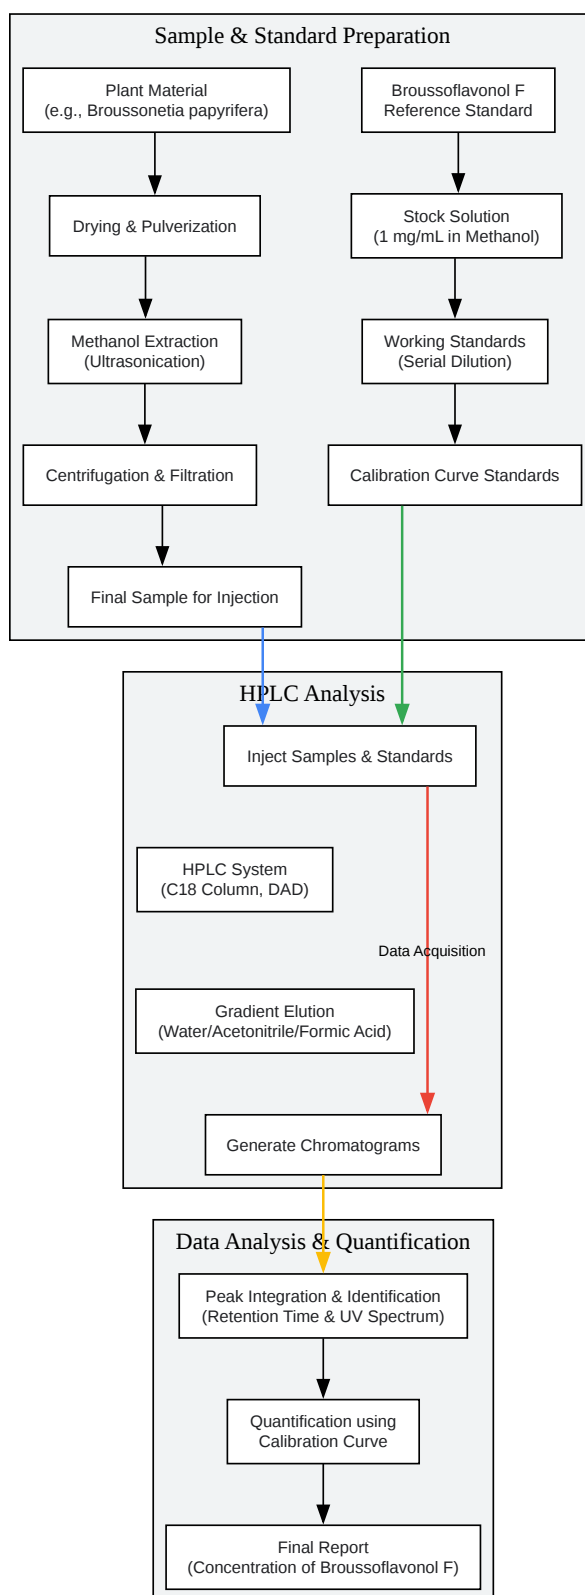 Sample & Standard Preparation
Plant Material
(e.g., Broussonetia papyrifera)
Broussoflavonol F
Reference Standard
Drying & Pulverization
Stock Solution
(1 mg/mL in Methanol)
Methanol Extraction
(Ultrasonication)
Working Standards
(Serial Dilution)
Centrifugation & Filtration
Calibration Curve Standards
Final Sample for Injection
HPLC Analysis
Inject Samples & Standards
HPLC System
(C18 Column, DAD)
Data Acquisition
Gradient Elution
(Water/Acetonitrile/Formic Acid)
Generate Chromatograms
Data Analysis & Quantification
Peak Integration & Identification
(Retention Time & UV Spectrum)
Quantification using
Calibration Curve
Final Report
(Concentration of Broussoflavonol F)